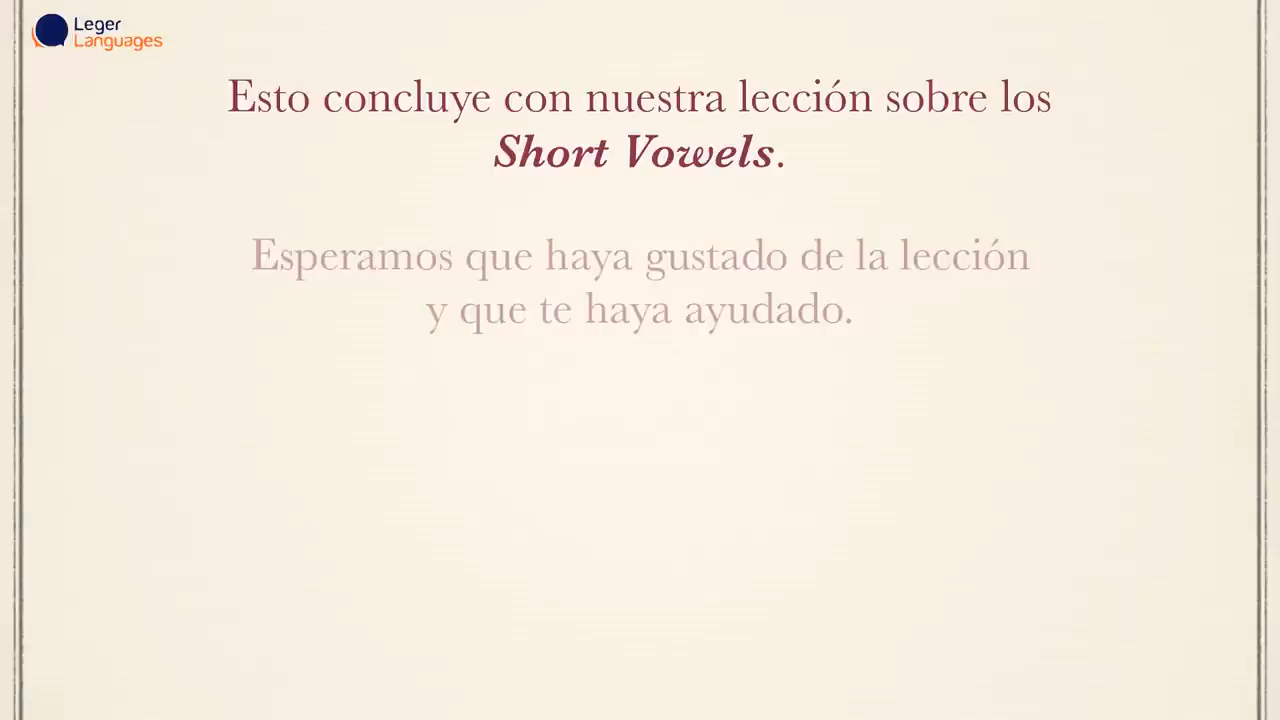 Leger
Languages
Esto concluye con nuestra lección sobre los
Short Vowels.
Esperamos que haya gustado de la lección
y que te haya ayudado.